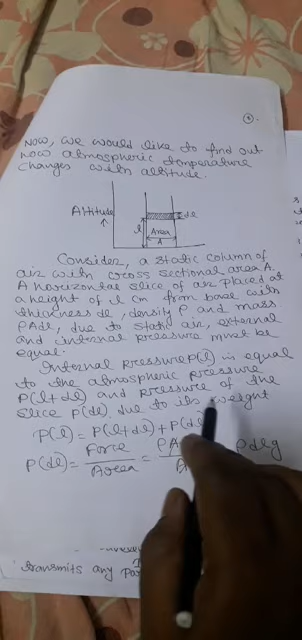 Now, we would like to find out
how atmospheric temperature
changes with altitude.
Altitude
↑
l
dl
Area
A
Consider, a static column of
air with cross sectional area A.
A horizontal slice of air placed at
a height of l cm from base with
thickness dl, density ρ and mass
ρAdl, due to static air, external
and internal pressure must be
equal.
Internal pressure P(l) is equal
to the atmospheric pressure
P(l+dl) and pressure of the
slice P(dl) due to its weight
P(l) = P(l+dl) + P(dl
P(dl) = Force / Area = ρA
ρdlg
transmits any